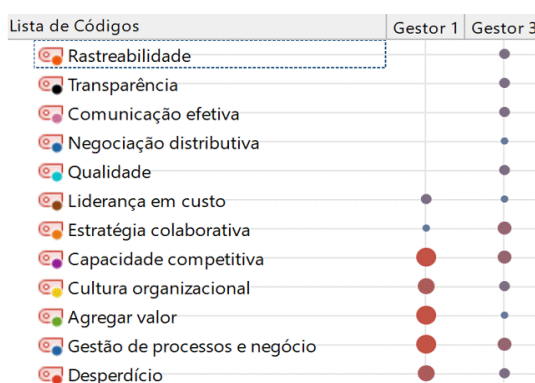 Lista de Códigos Gestor 1 Gestor 3
Rastreabilidade
Transparência
Comunicação efetiva
Negociação distributiva
Qualidade
Liderança em custo
Estratégia colaborativa
Capacidade competitiva
Cultura organizacional
Agregar valor
Gestão de processos e negócio
Desperdício